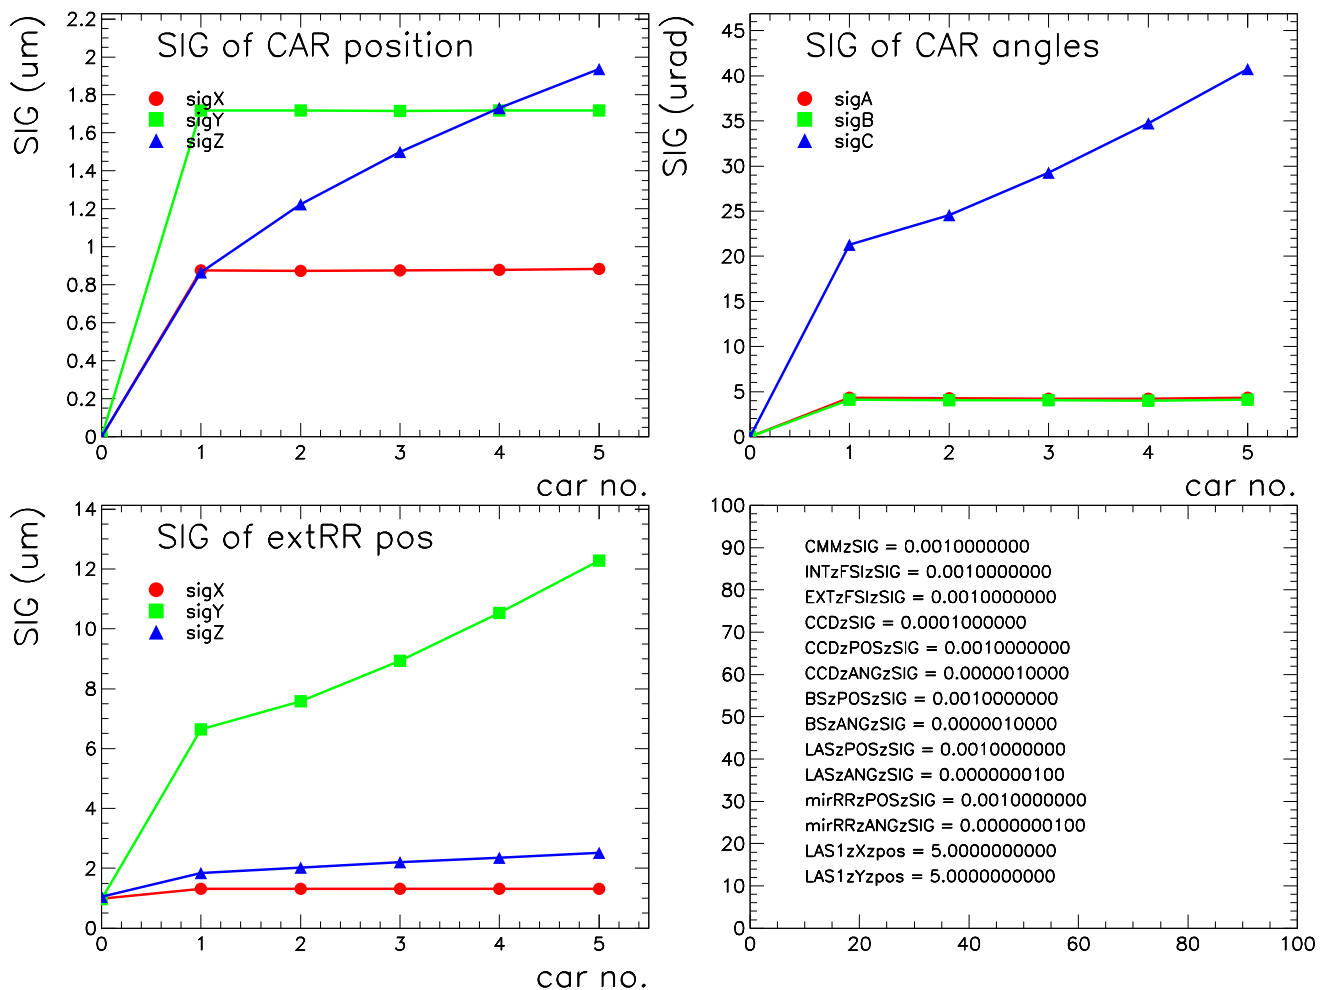 SIG of CAR position
SIG (um)
sigX
sigY
sigZ
2.2
2
1.8
1.6
1.4
1.2
1
0.8
0.6
0.4
0.2
0
0 1 2 3 4 5
car no.
SIG of CAR angles
SIG (urad)
sigA
sigB
sigC
45
40
35
30
25
20
15
10
5
0
0 1 2 3 4 5
car no.
SIG of extRR pos
SIG (um)
sigX
sigY
sigZ
14
12
10
8
6
4
2
0
0 1 2 3 4 5
car no.
100
90
80
70
60
50
40
30
20
10
0
CMMzSIG = 0.0010000000
INTzFSIzSIG = 0.0010000000
EXTzFSIzSIG = 0.0010000000
CCDzSIG = 0.0001000000
CCDzPOSzSIG = 0.0010000000
CCDzANGzSIG = 0.0000010000
BSzPOSzSIG = 0.0010000000
BSzANGzSIG = 0.0000010000
LASzPOSzSIG = 0.0010000000
LASzANGzSIG = 0.0000000100
mirRRzPOSzSIG = 0.0010000000
mirRRzANGzSIG = 0.0000000100
LAS1zXzpos = 5.0000000000
LAS1zYzpos = 5.0000000000
0 20 40 60 80 100